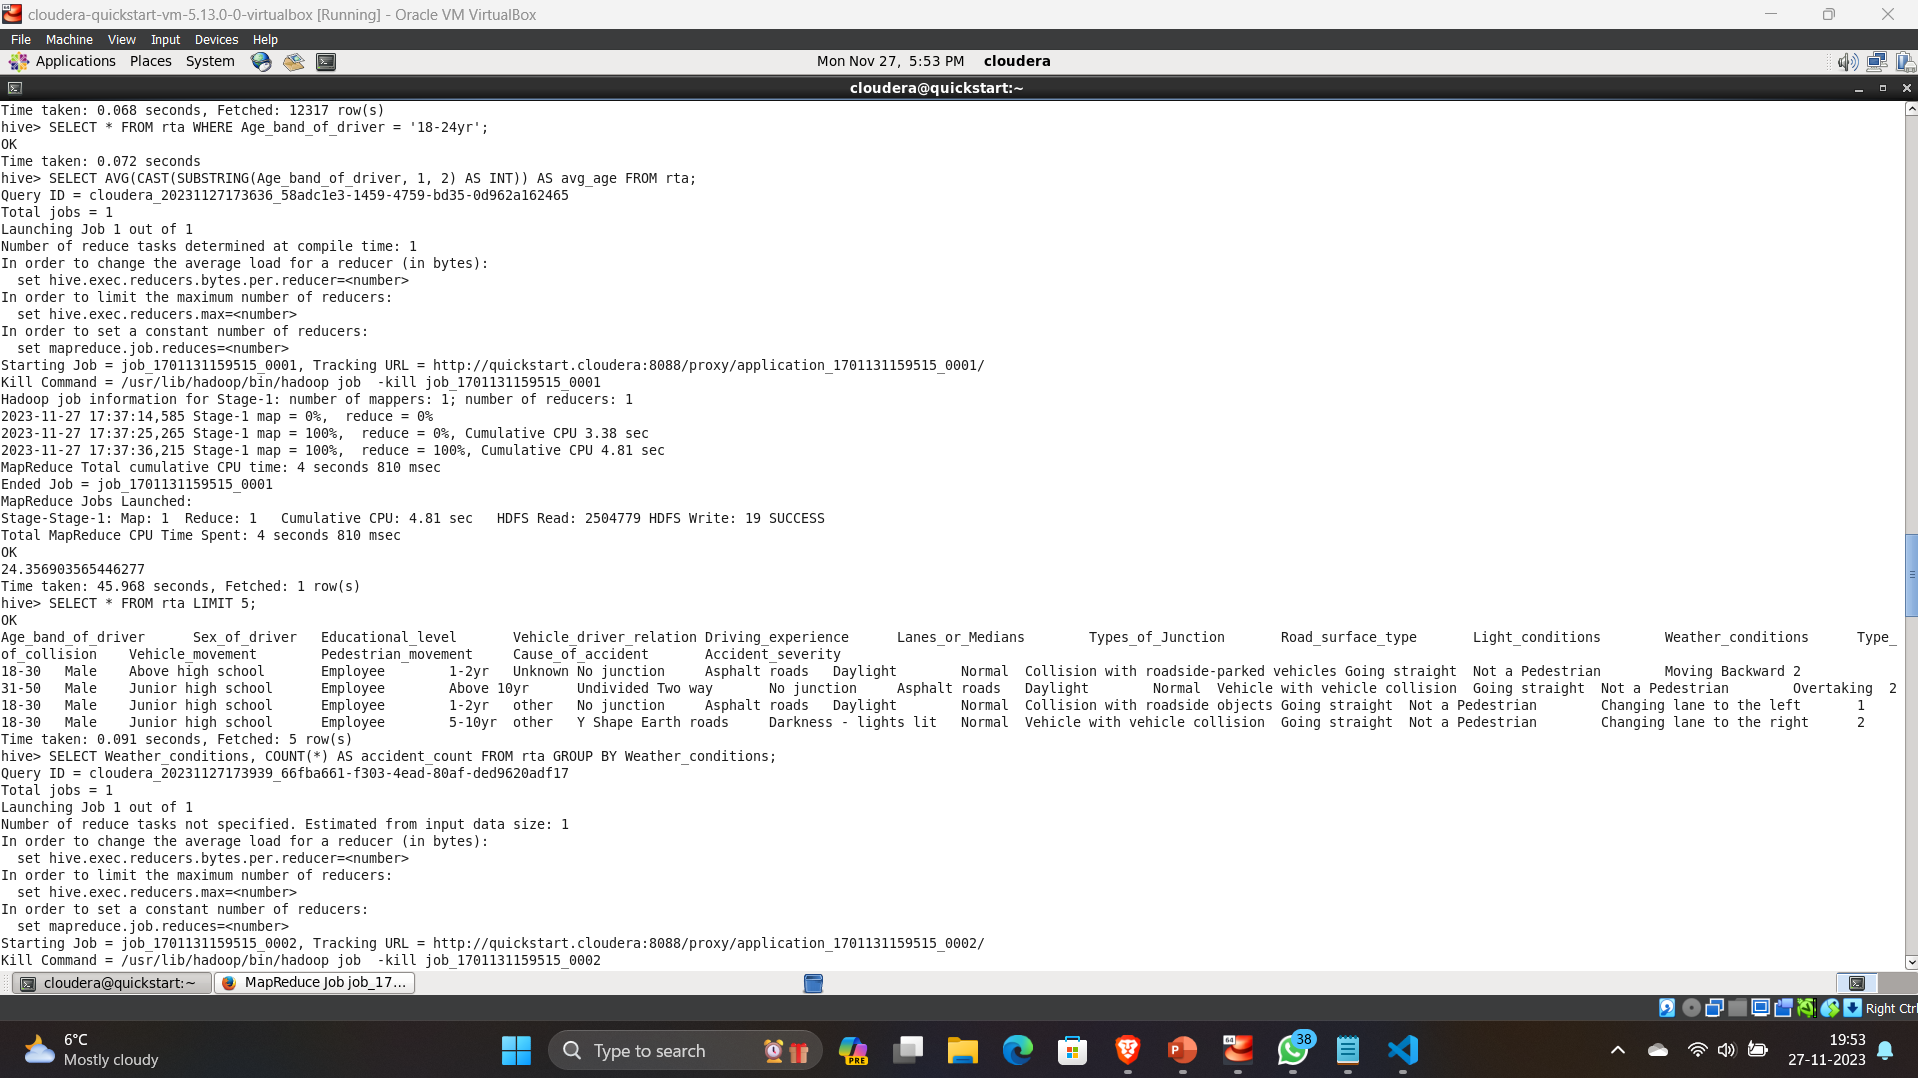 cloudera-quickstart-vm-5.13.0-0-virtualbox [Running] - Oracle VM VirtualBox
File Machine View Input Devices Help
Applications Places System Mon Nov 27, 5:53 PM cloudera
cloudera@quickstart:~
Time taken: 0.068 seconds, Fetched: 12317 row(s)
hive> SELECT * FROM rta WHERE Age_band_of_driver = '18-24yr';
OK
Time taken: 0.072 seconds
hive> SELECT AVG(CAST(SUBSTRING(Age_band_of_driver, 1, 2) AS INT)) AS avg_age FROM rta;
Query ID = cloudera_20231127173636_58adc1e3-1459-4759-bd35-0d962a162465
Total jobs = 1
Launching Job 1 out of 1
Number of reduce tasks determined at compile time: 1
In order to change the average load for a reducer (in bytes):
  set hive.exec.reducers.bytes.per.reducer=<number>
In order to limit the maximum number of reducers:
  set hive.exec.reducers.max=<number>
In order to set a constant number of reducers:
  set mapreduce.job.reduces=<number>
Starting Job = job_1701131159515_0001, Tracking URL = http://quickstart.cloudera:8088/proxy/application_1701131159515_0001/
Kill Command = /usr/lib/hadoop/bin/hadoop job  -kill job_1701131159515_0001
Hadoop job information for Stage-1: number of mappers: 1; number of reducers: 1
2023-11-27 17:37:14,585 Stage-1 map = 0%,  reduce = 0%
2023-11-27 17:37:25,265 Stage-1 map = 100%,  reduce = 0%, Cumulative CPU 3.38 sec
2023-11-27 17:37:36,215 Stage-1 map = 100%,  reduce = 100%, Cumulative CPU 4.81 sec
MapReduce Total cumulative CPU time: 4 seconds 810 msec
Ended Job = job_1701131159515_0001
MapReduce Jobs Launched:
Stage-Stage-1: Map: 1  Reduce: 1   Cumulative CPU: 4.81 sec   HDFS Read: 2504779 HDFS Write: 19 SUCCESS
Total MapReduce CPU Time Spent: 4 seconds 810 msec
OK
24.356903565446277
Time taken: 45.968 seconds, Fetched: 1 row(s)
hive> SELECT * FROM rta LIMIT 5;
OK
Age_band_of_driver Sex_of_driver Educational_level Vehicle_driver_relation Driving_experience Lanes_or_Medians Types_of_Junction Road_surface_type Light_conditions Weather_conditions Type_
of_collision Vehicle_movement Pedestrian_movement Cause_of_accident Accident_severity
18-30 Male Above high school Employee 1-2yr Unknown No junction Asphalt roads Daylight Normal Collision with roadside-parked vehicles Going straight Not a Pedestrian Moving Backward 2
31-50 Male Junior high school Employee Above 10yr Undivided Two way No junction Asphalt roads Daylight Normal Vehicle with vehicle collision Going straight Not a Pedestrian Overtaking 2
18-30 Male Junior high school Employee 1-2yr other No junction Asphalt roads Daylight Normal Collision with roadside objects Going straight Not a Pedestrian Changing lane to the left 1
18-30 Male Junior high school Employee 5-10yr other Y Shape Earth roads Darkness - lights lit Normal Vehicle with vehicle collision Going straight Not a Pedestrian Changing lane to the right 2
Time taken: 0.091 seconds, Fetched: 5 row(s)
hive> SELECT Weather_conditions, COUNT(*) AS accident_count FROM rta GROUP BY Weather_conditions;
Query ID = cloudera_20231127173939_66fba661-f303-4ead-80af-ded9620adf17
Total jobs = 1
Launching Job 1 out of 1
Number of reduce tasks not specified. Estimated from input data size: 1
In order to change the average load for a reducer (in bytes):
  set hive.exec.reducers.bytes.per.reducer=<number>
In order to limit the maximum number of reducers:
  set hive.exec.reducers.max=<number>
In order to set a constant number of reducers:
  set mapreduce.job.reduces=<number>
Starting Job = job_1701131159515_0002, Tracking URL = http://quickstart.cloudera:8088/proxy/application_1701131159515_0002/
Kill Command = /usr/lib/hadoop/bin/hadoop job  -kill job_1701131159515_0002
cloudera@quickstart:~ MapReduce Job job_17...
Right Ctrl
6°C
Mostly cloudy
Type to search
PRE
64
38
19:53
27-11-2023